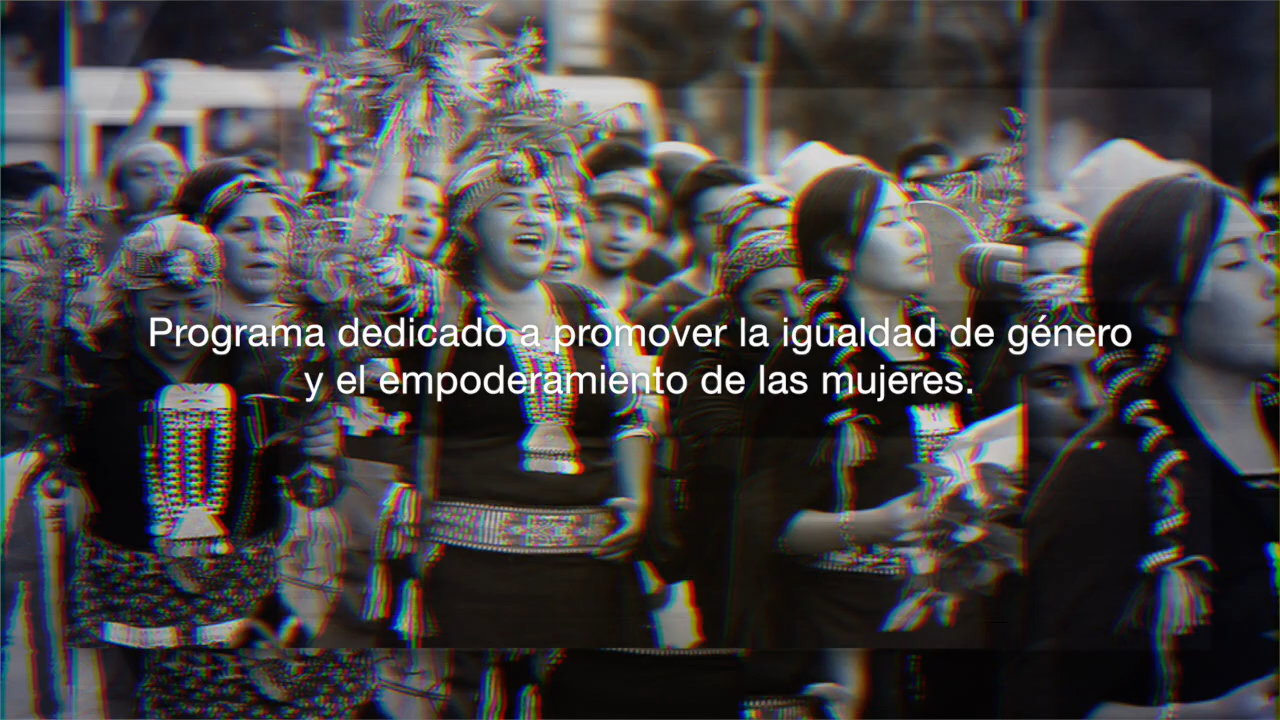 Programa dedicado a promover la igualdad de género
y el empoderamiento de las mujeres.